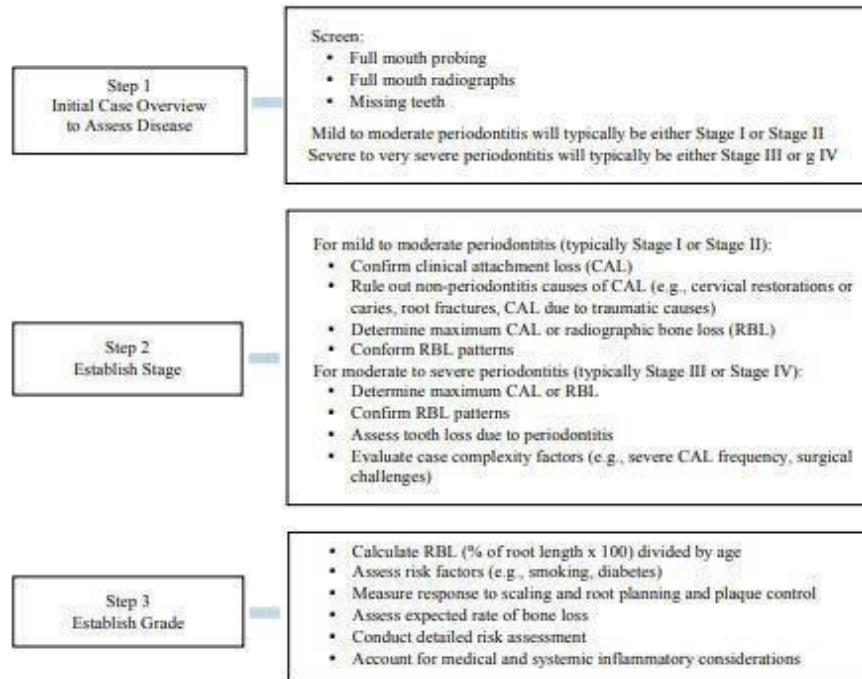 Step 1
Initial Case Overview
to Assess Disease
Screen:
• Full mouth probing
• Full mouth radiographs
• Missing teeth
Mild to moderate periodontitis will typically be either Stage I or Stage II
Severe to very severe periodontitis will typically be either Stage III or g IV
Step 2
Establish Stage
For mild to moderate periodontitis (typically Stage I or Stage II):
• Confirm clinical attachment loss (CAL)
• Rule out non-periodontitis causes of CAL (e.g., cervical restorations or
caries, root fractures, CAL due to traumatic causes)
• Determine maximum CAL or radiographic bone loss (RBL)
• Conform RBL patterns
For moderate to severe periodontitis (typically Stage III or Stage IV):
• Determine maximum CAL or RBL
• Confirm RBL patterns
• Assess tooth loss due to periodontitis
• Evaluate case complexity factors (e.g., severe CAL frequency, surgical
challenges)
Step 3
Establish Grade
• Calculate RBL (% of root length x 100) divided by age
• Assess risk factors (e.g., smoking, diabetes)
• Measure response to scaling and root planning and plaque control
• Assess expected rate of bone loss
• Conduct detailed risk assessment
• Account for medical and systemic inflammatory considerations